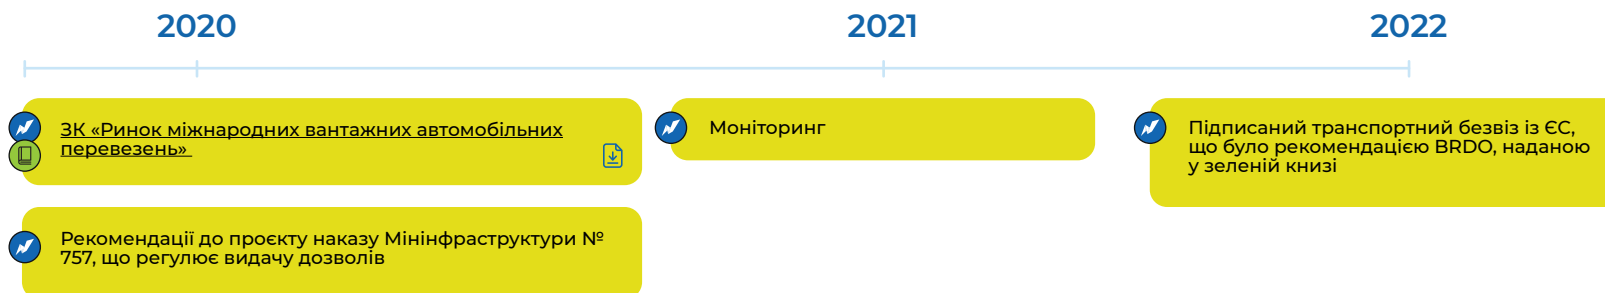 2020
2021
2022
ЗК «Ринок міжнародних вантажних автомобільних
перевезень»
Моніторинг
Підписаний транспортний безвіз із ЄС,
що було рекомендацією BRDO, наданою
у зеленій книзі
Рекомендації до проєкту наказу Мінінфраструктури №
757, що регулює видачу дозволів